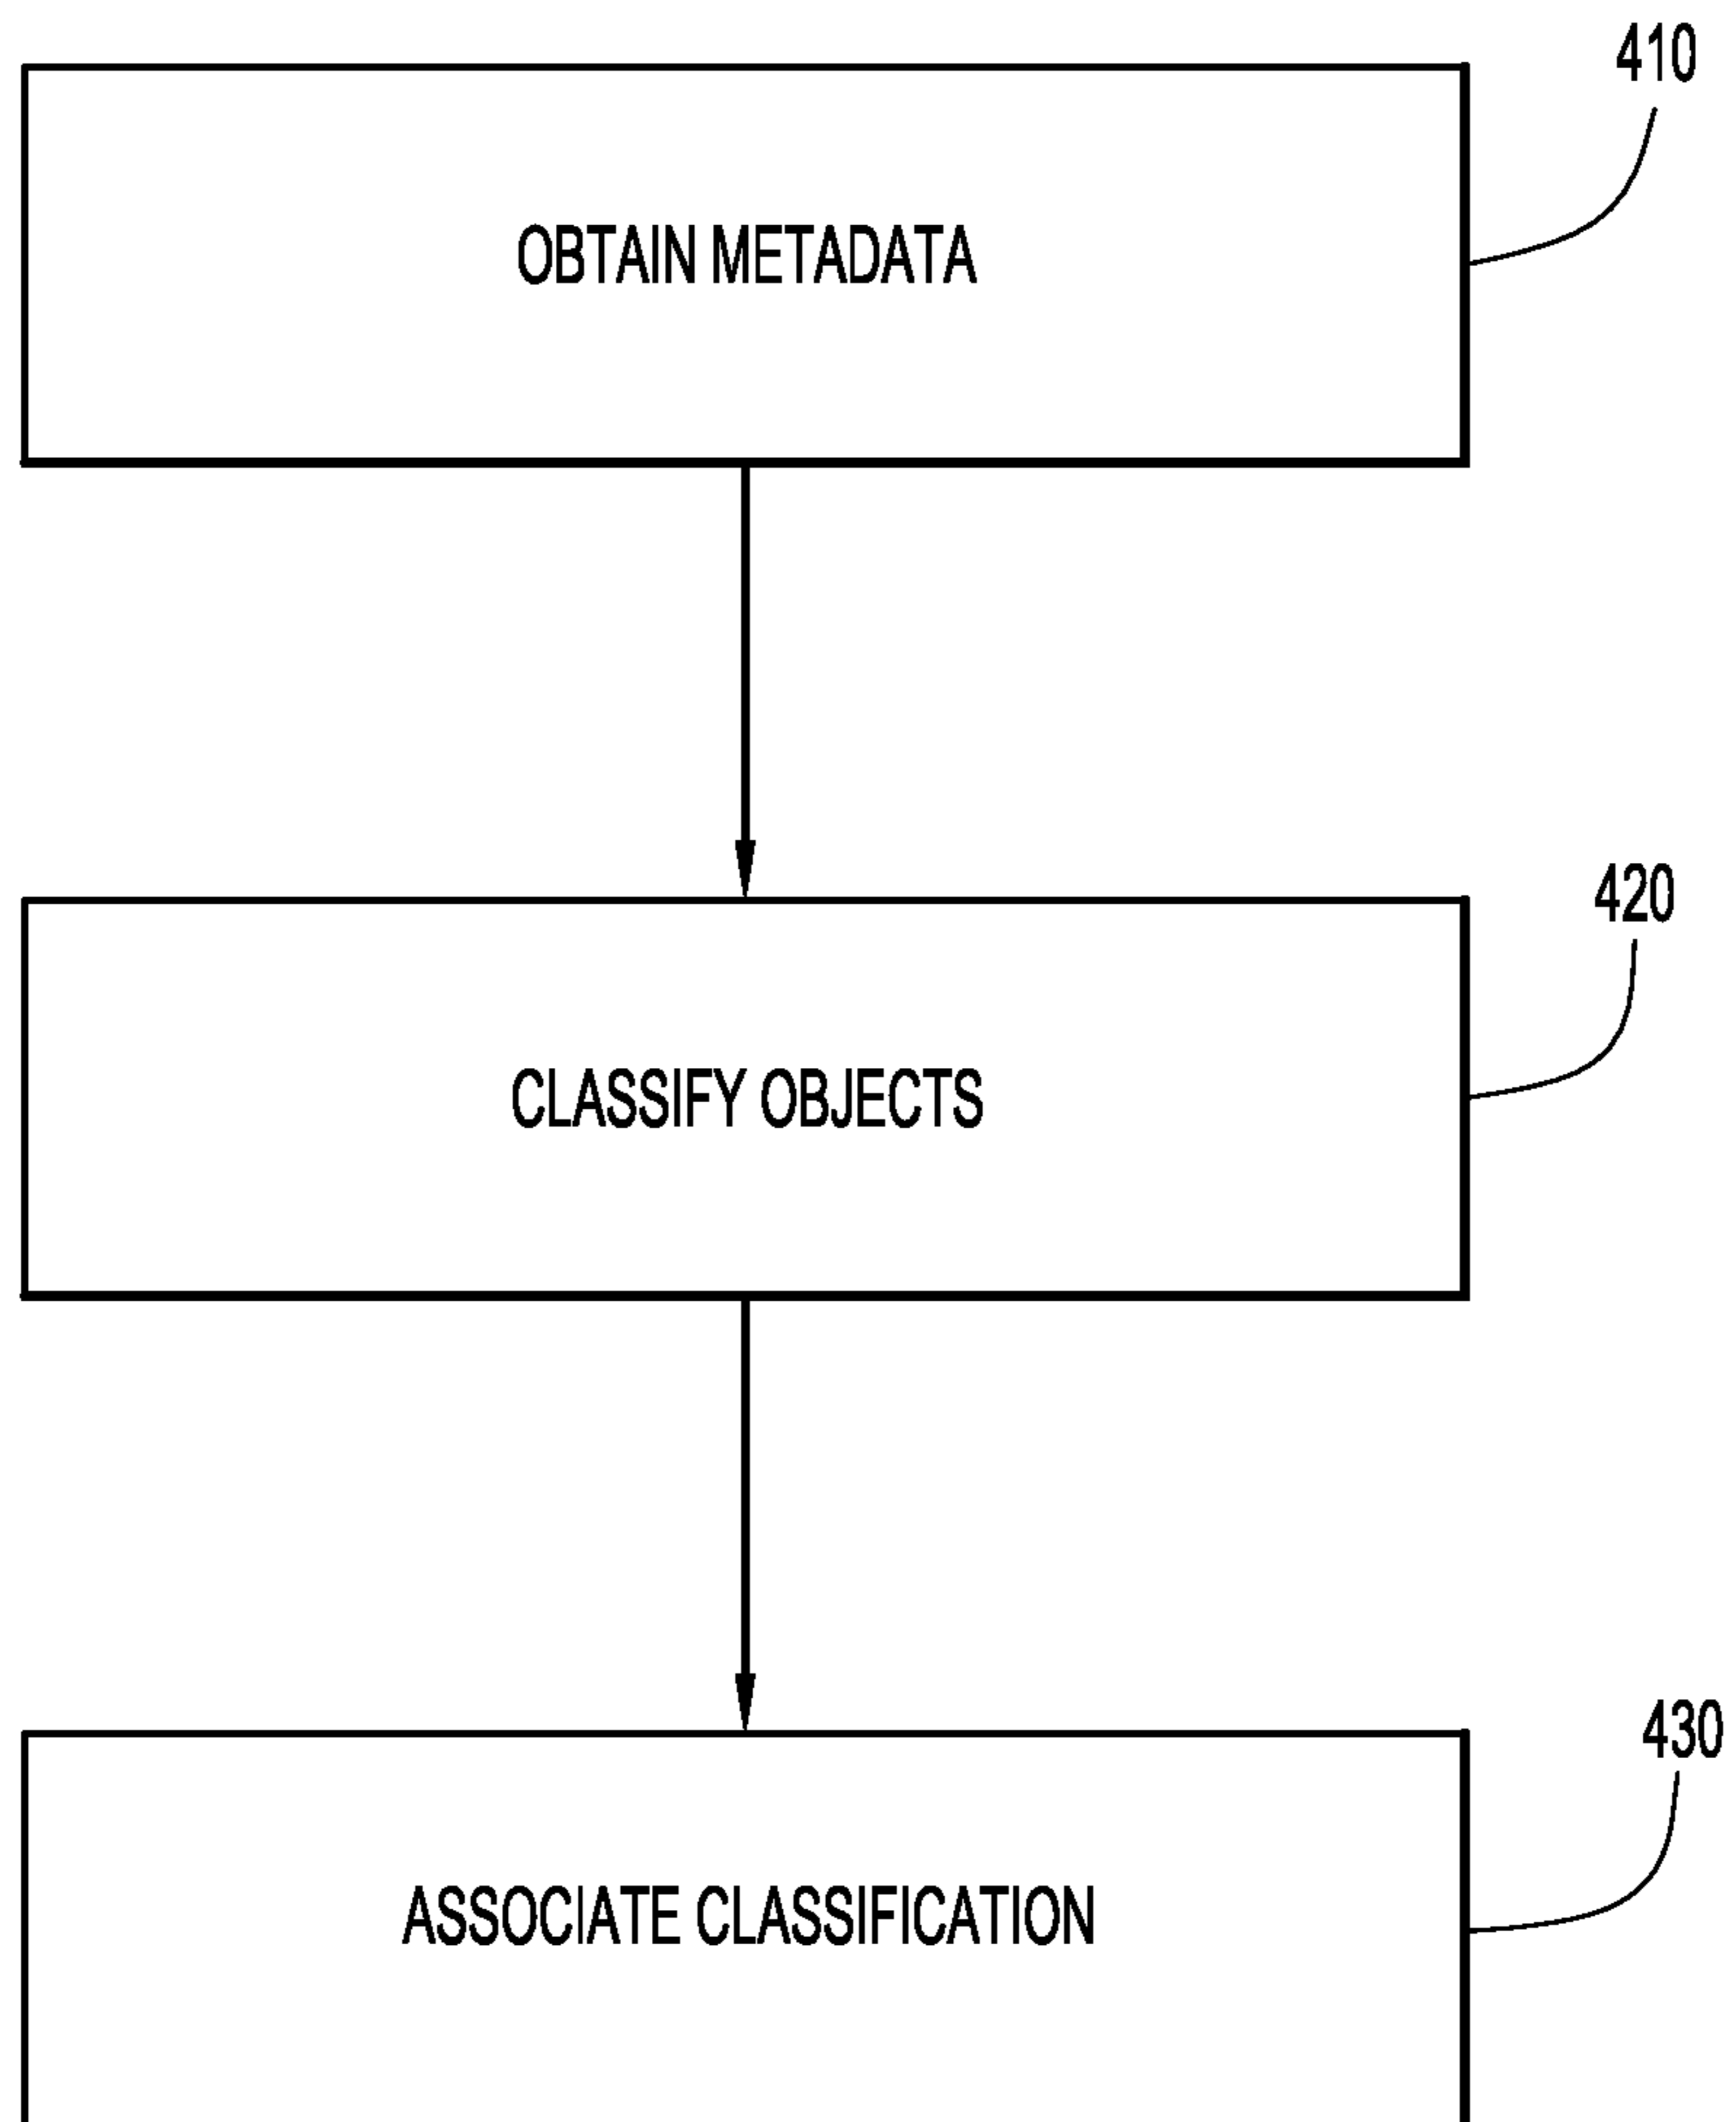 410
OBTAIN METADATA
420
CLASSIFY OBJECTS
430
ASSOCIATE CLASSIFICATION